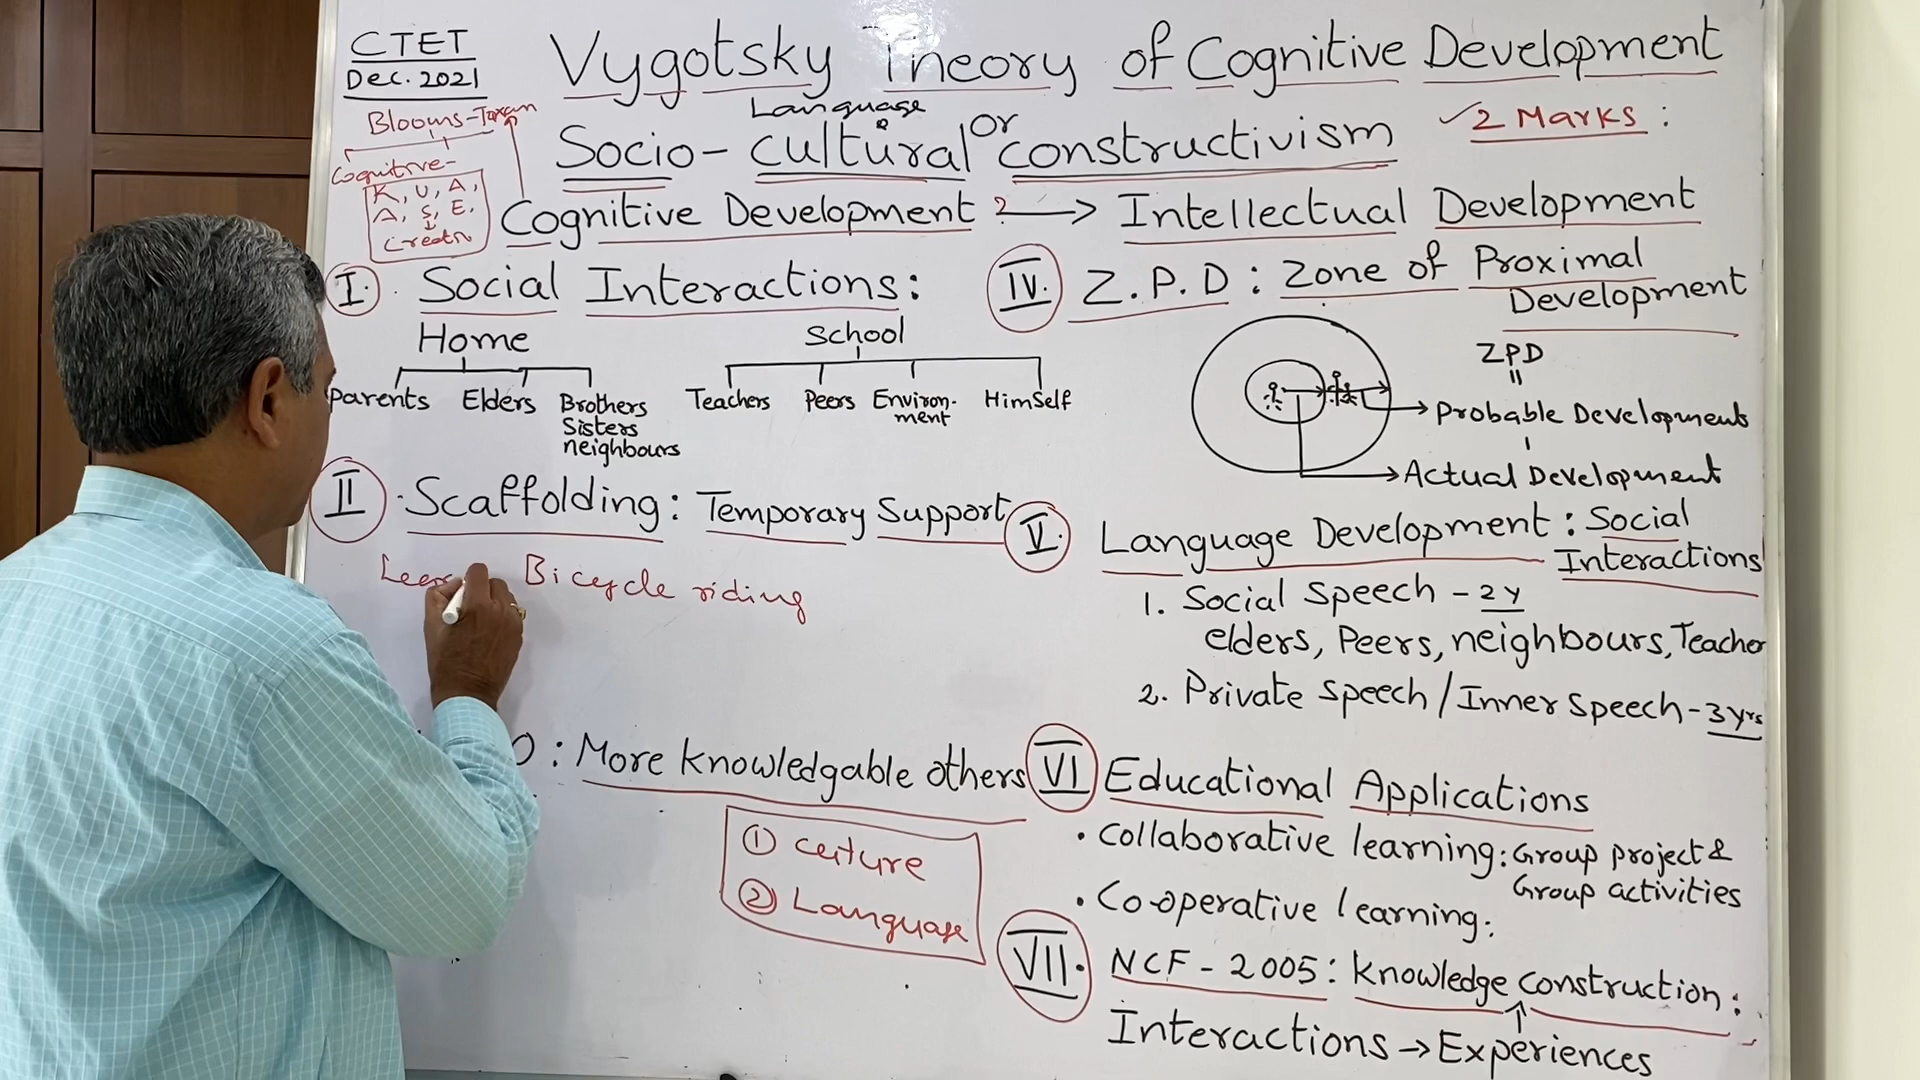 CTET
Dec. 2021
Vygotsky Theory of Cognitive Development
Blooms-Taxon
Language
&
Socio-cultural or constructivism
✓2 Marks :
Cognitive-
K, U, A,
A, S, E,
Creatn
Cognitive Development ? → Intellectual Development
I. Social Interactions:
Home
Parents Elders Brothers
Sisters
neighbours
School
Teachers Peers Environ-
ment
Himself
II. Scaffolding: Temporary Support
Bicycle riding
: More knowledgable others
① culture
② Language
IV. Z.P.D : Zone of Proximal
Development
ZPD
=
Probable Development
Actual Development
V. Language Development: Social
Interactions
1. Social Speech - 2y
elders, Peers, neighbours, Teacher
2. Private Speech / Inner Speech - 3yrs
VI Educational Applications
• Collaborative learning: Group project &
Group activities
• Co-operative learning:
VII. NCF - 2005: Knowledge construction:
Interactions → Experiences